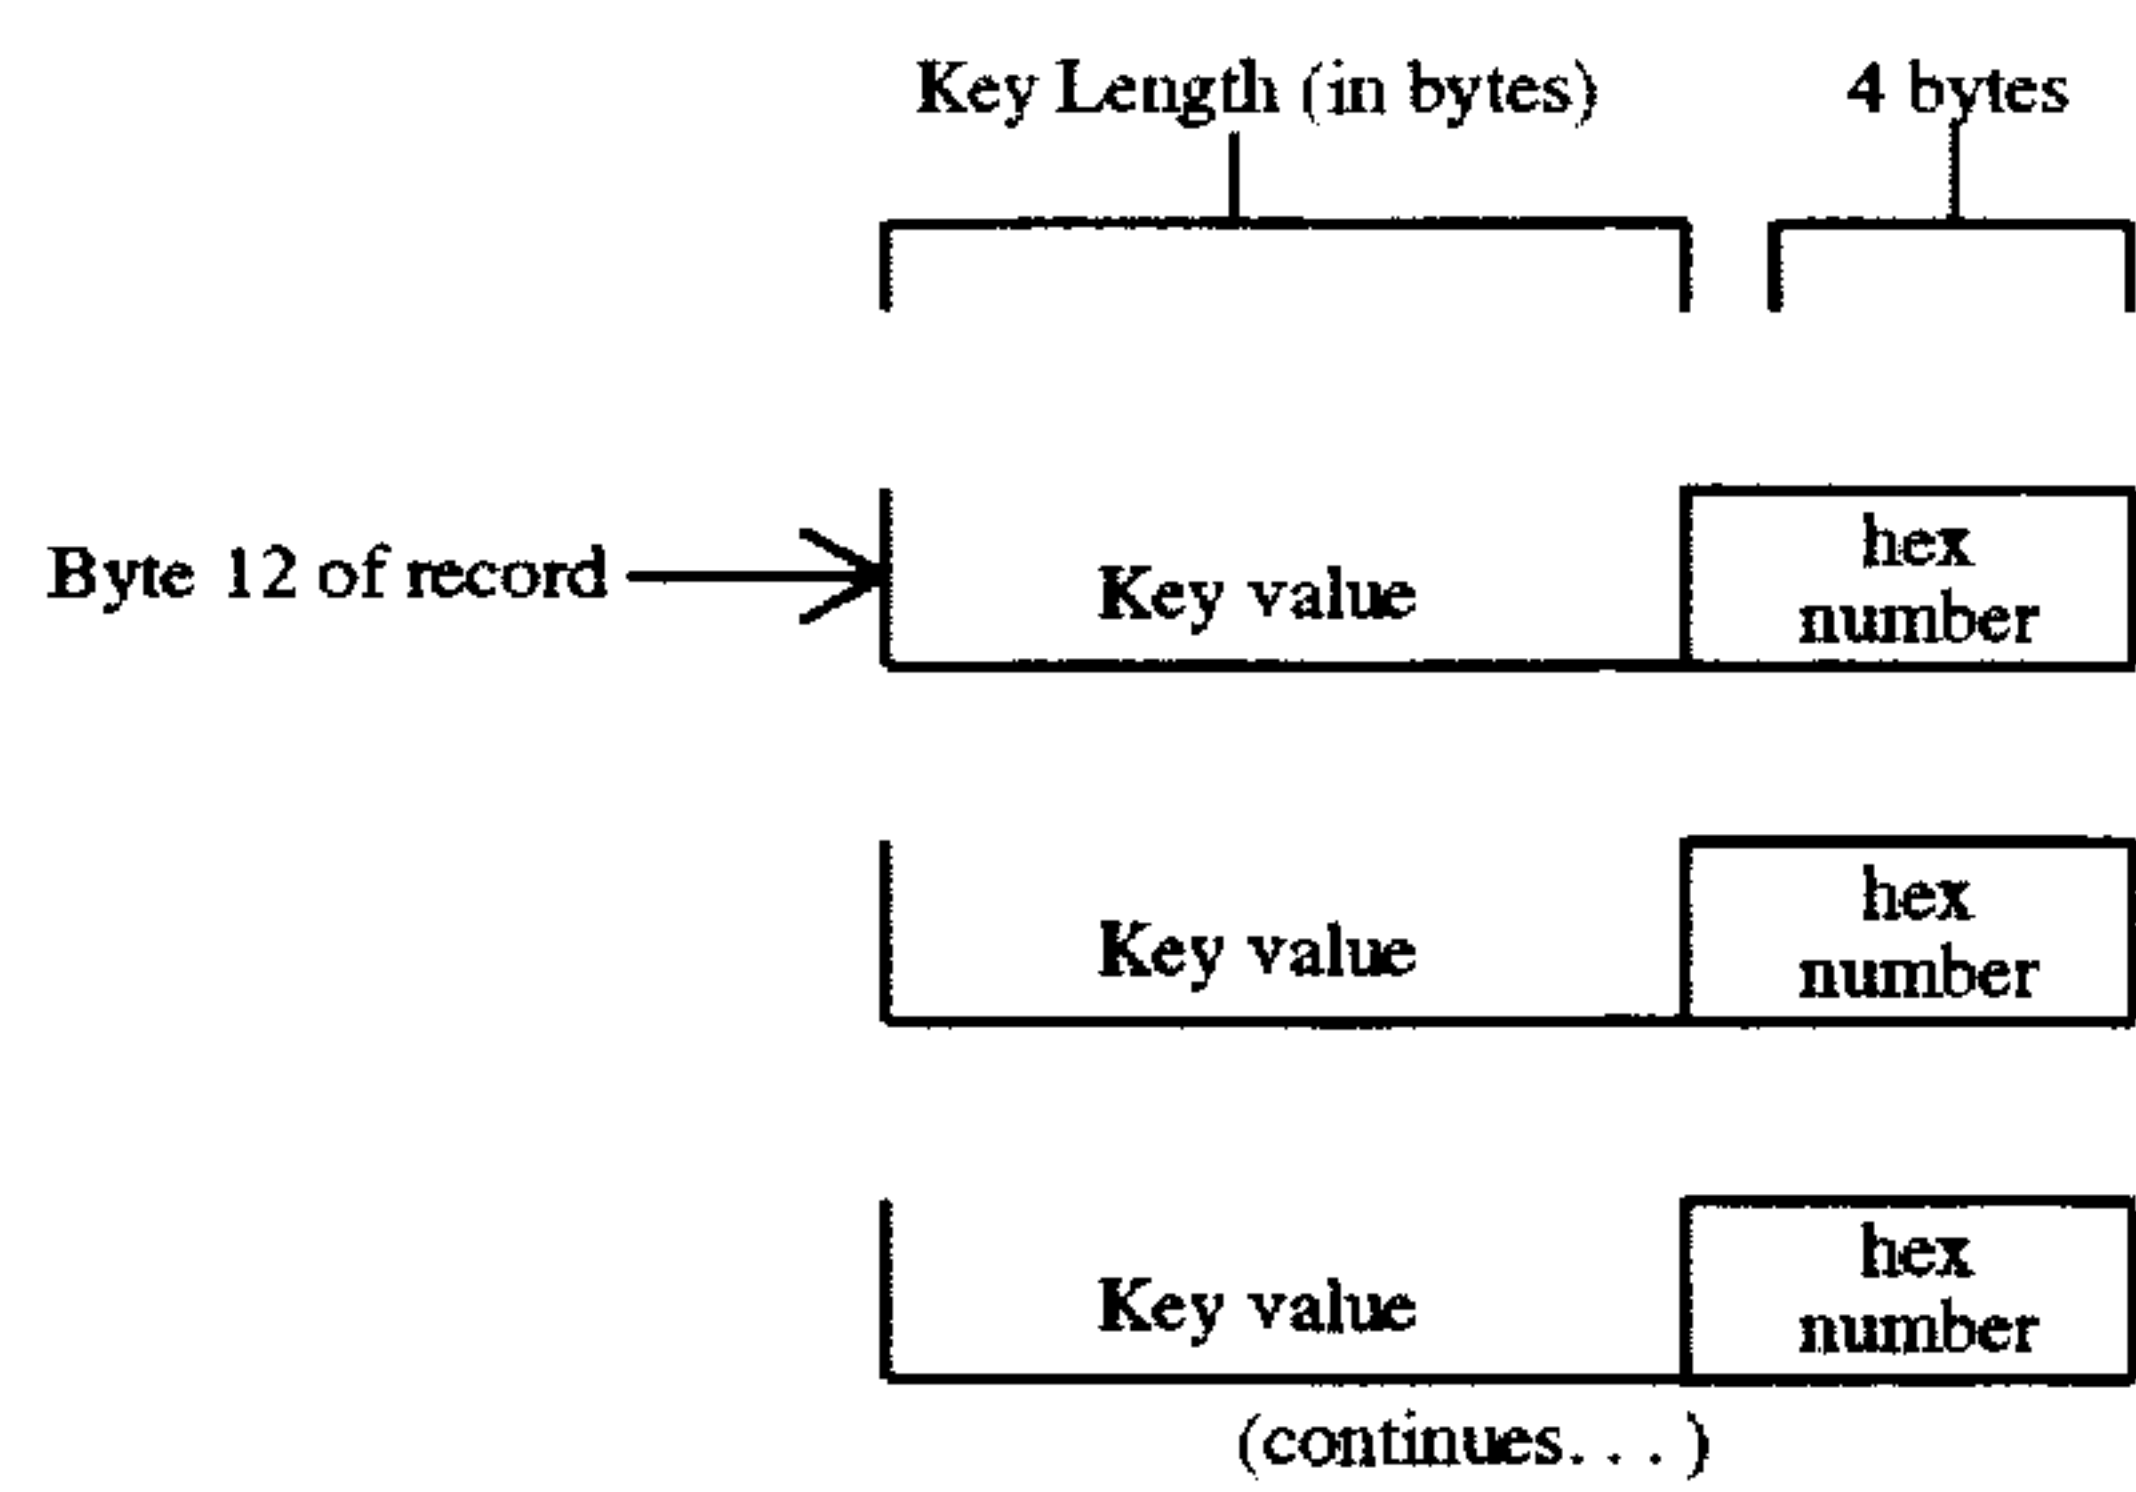 Key Length (in bytes) 4 bytes
Byte 12 of record Key value hex number
Key value hex number
Key value hex number
(continues. . . )